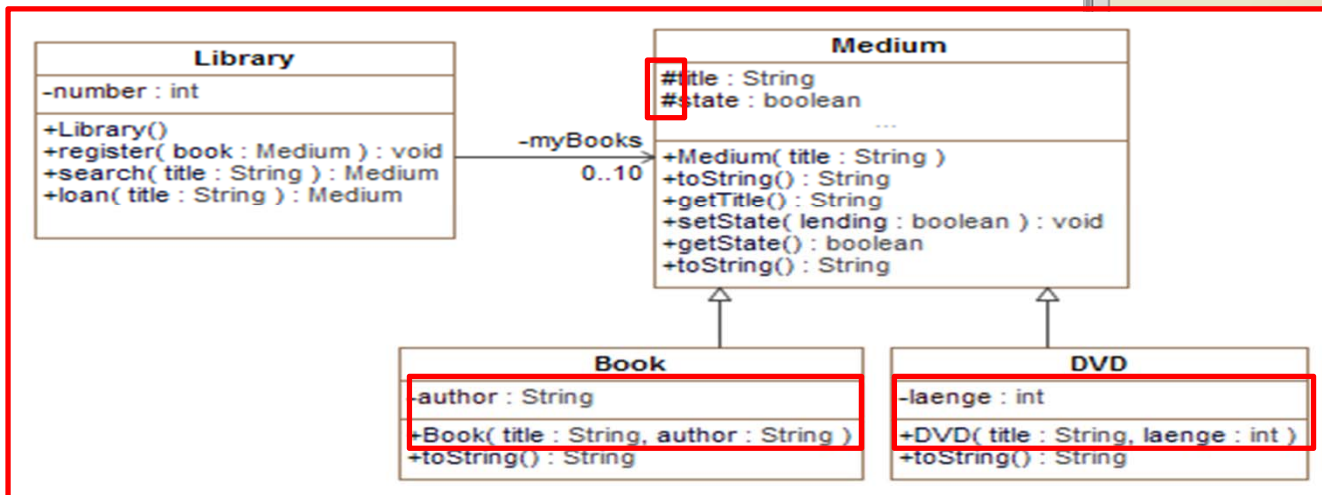 Library
-number : int
+Library()
+register( book : Medium ) : void
+search( title : String ) : Medium
+loan( title : String ) : Medium
-myBooks
0..10
Medium
#title : String
#state : boolean
...
+Medium( title : String )
+toString() : String
+getTitle() : String
+setState( lending : boolean ) : void
+getState() : boolean
+toString() : String
Book
-author : String
+Book( title : String, author : String )
+toString() : String
DVD
-laenge : int
+DVD( title : String, laenge : int )
+toString() : String